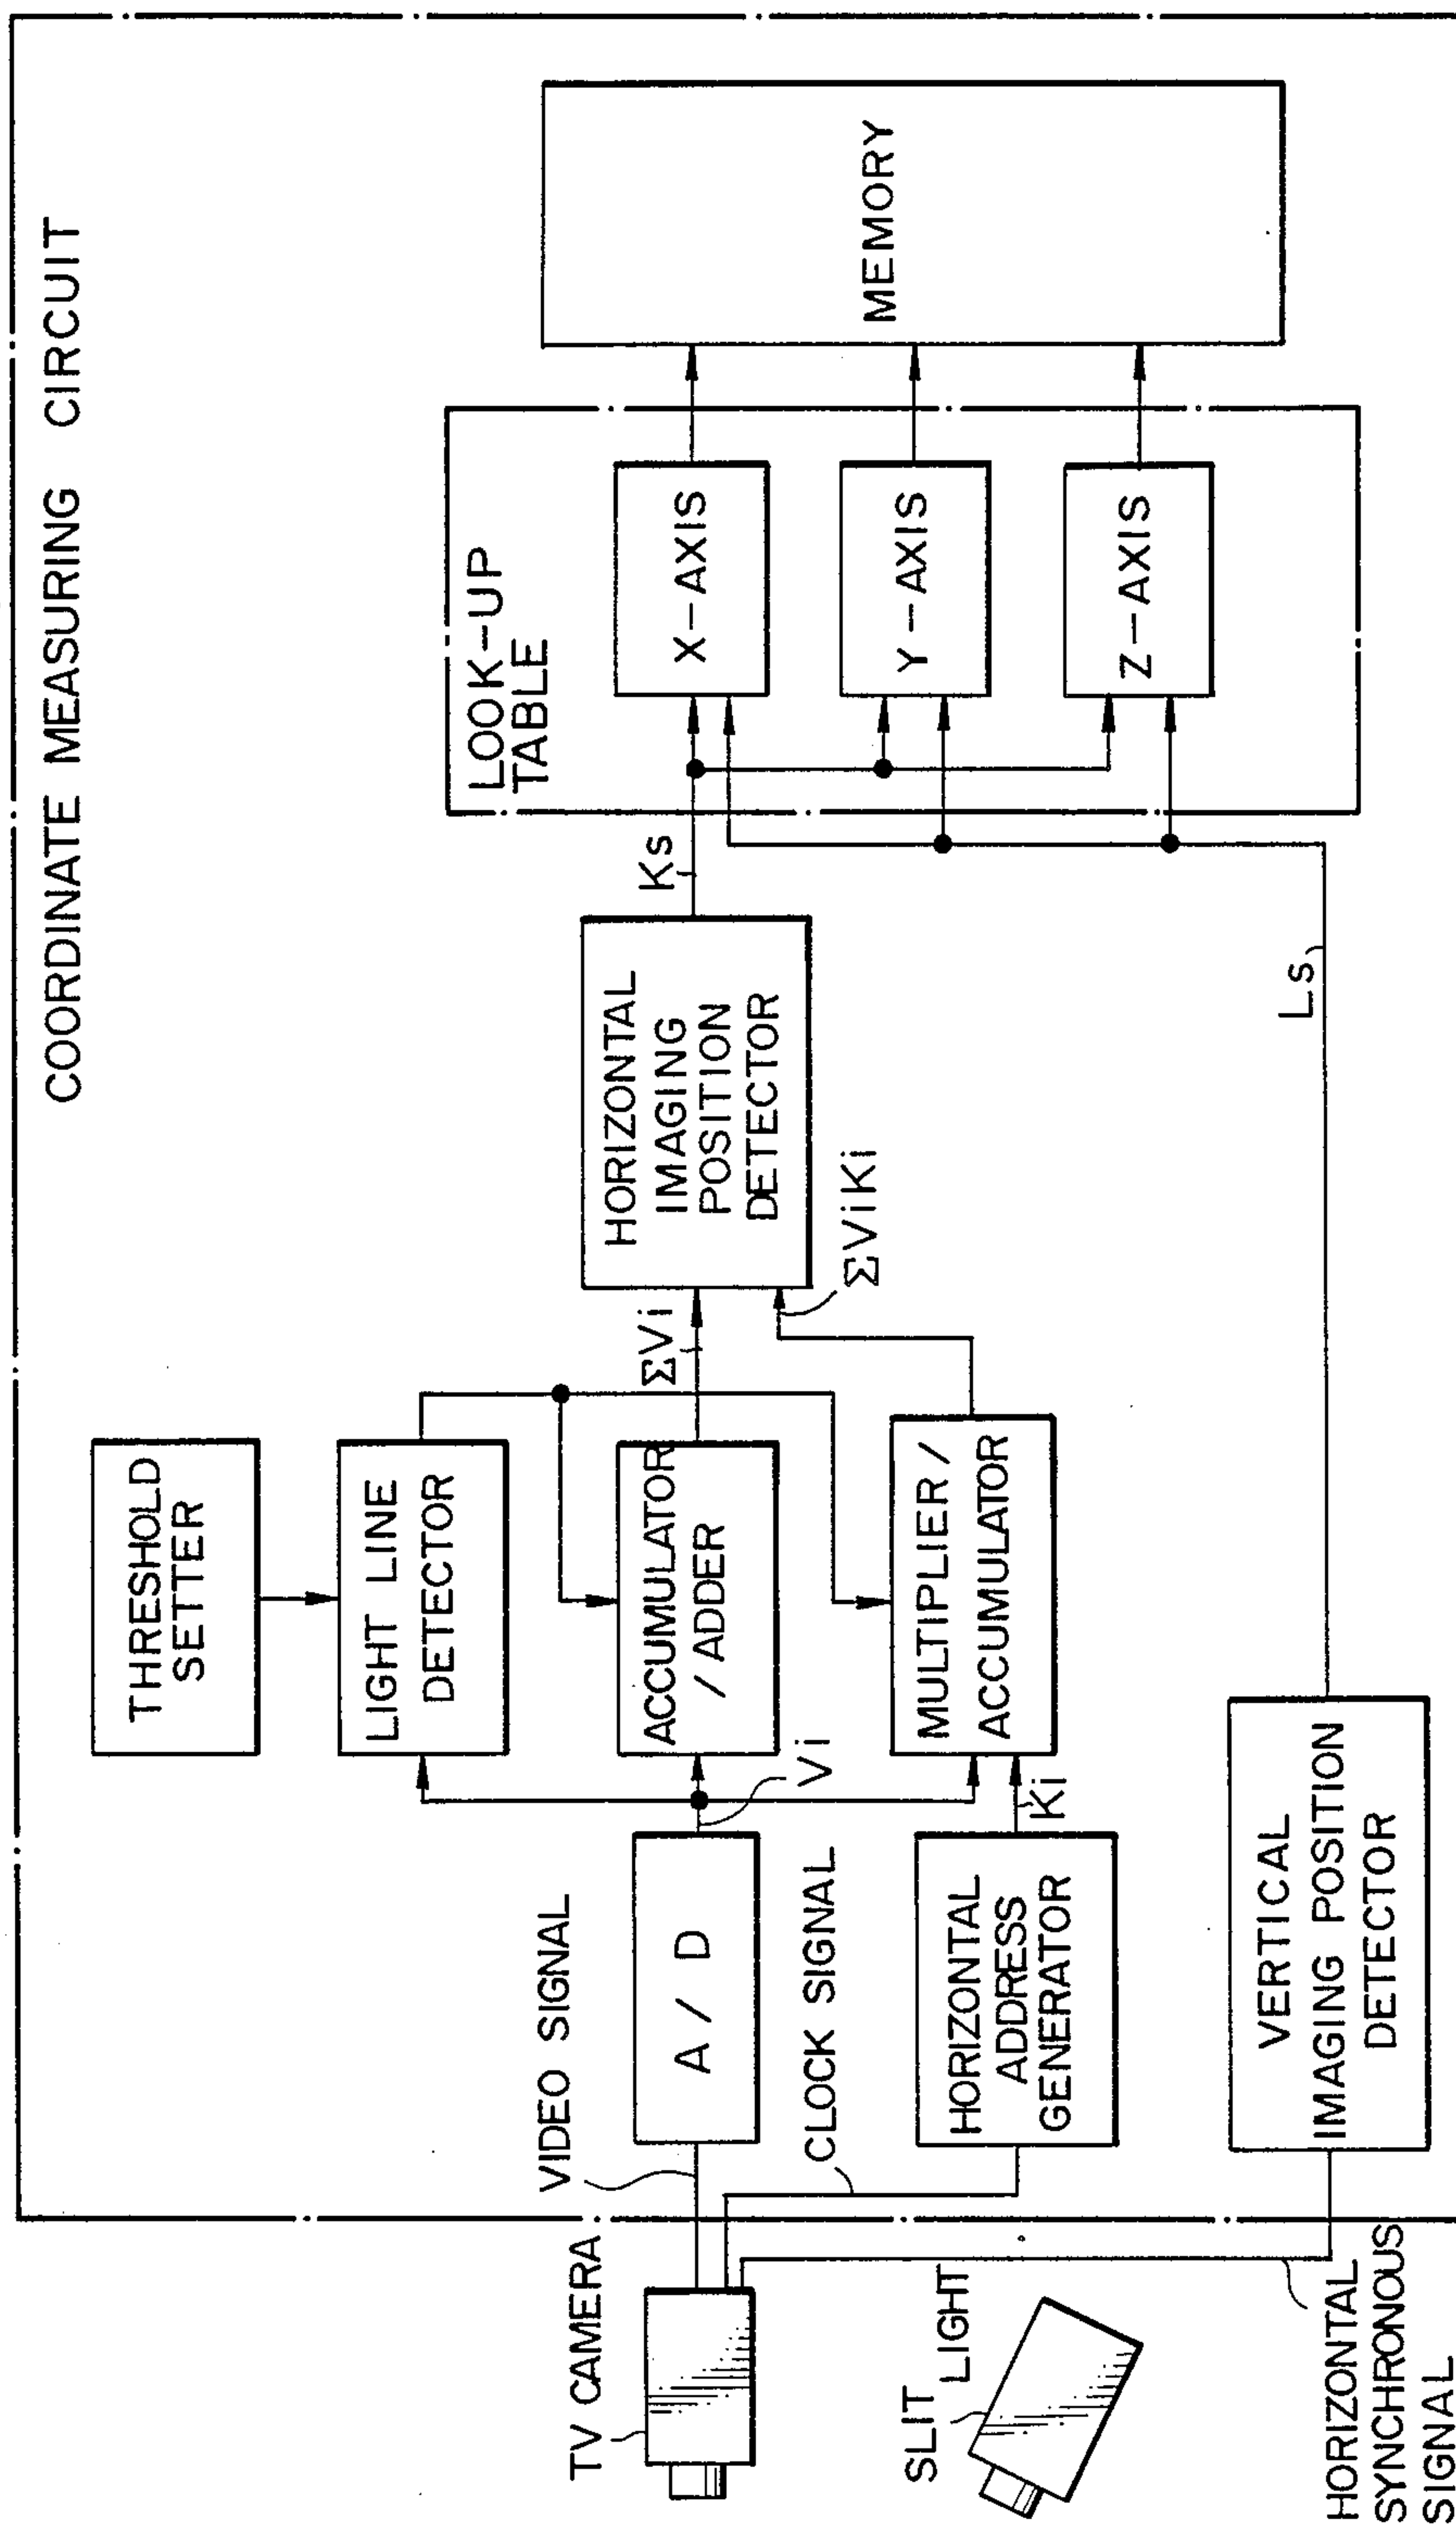 COORDINATE MEASURING CIRCUIT
THRESHOLD
SETTER
LIGHT LINE
DETECTOR
LOOK-UP
TABLE
TV CAMERA
VIDEO SIGNAL
A / D
Vi
ACCUMULATOR
/ ADDER
ΣVi
HORIZONTAL
IMAGING
POSITION
DETECTOR
Ks
X-AXIS
Y-AXIS
Z-AXIS
MEMORY
CLOCK SIGNAL
HORIZONTAL
ADDRESS
GENERATOR
Ki
MULTIPLIER /
ACCUMULATOR
ΣViKi
SLIT
LIGHT
HORIZONTAL
SYNCHRONOUS
SIGNAL
VERTICAL
IMAGING POSITION
DETECTOR
Ls